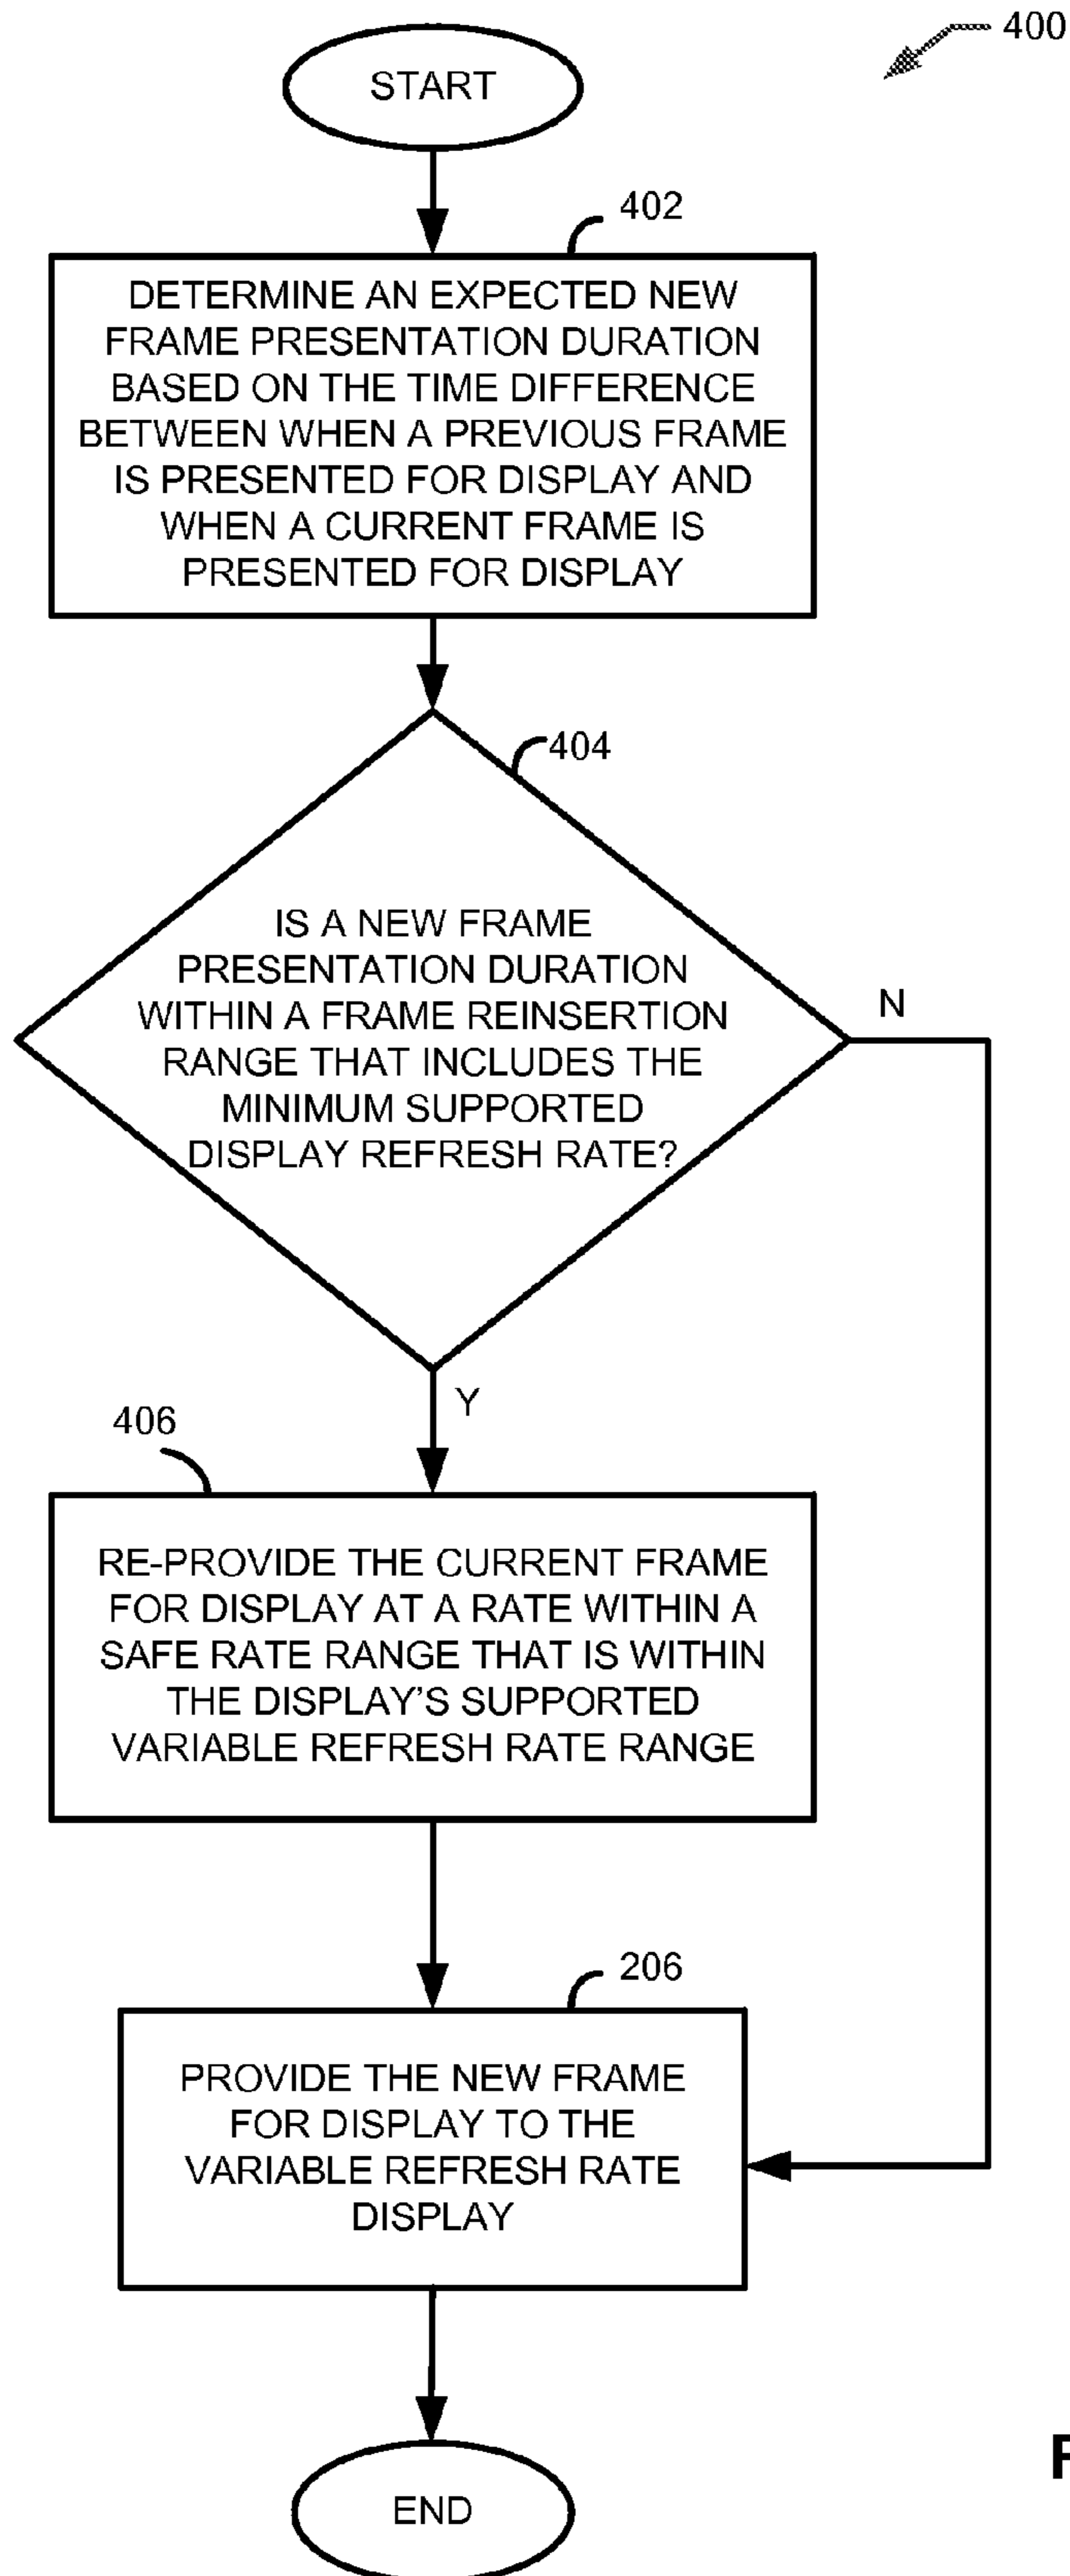 400
START
402
DETERMINE AN EXPECTED NEW
FRAME PRESENTATION DURATION
BASED ON THE TIME DIFFERENCE
BETWEEN WHEN A PREVIOUS FRAME
IS PRESENTED FOR DISPLAY AND
WHEN A CURRENT FRAME IS
PRESENTED FOR DISPLAY
404
IS A NEW FRAME
PRESENTATION DURATION
WITHIN A FRAME REINSERTION
RANGE THAT INCLUDES THE
MINIMUM SUPPORTED
DISPLAY REFRESH RATE?
N
Y
406
RE-PROVIDE THE CURRENT FRAME
FOR DISPLAY AT A RATE WITHIN A
SAFE RATE RANGE THAT IS WITHIN
THE DISPLAY'S SUPPORTED
VARIABLE REFRESH RATE RANGE
206
PROVIDE THE NEW FRAME
FOR DISPLAY TO THE
VARIABLE REFRESH RATE
DISPLAY
END